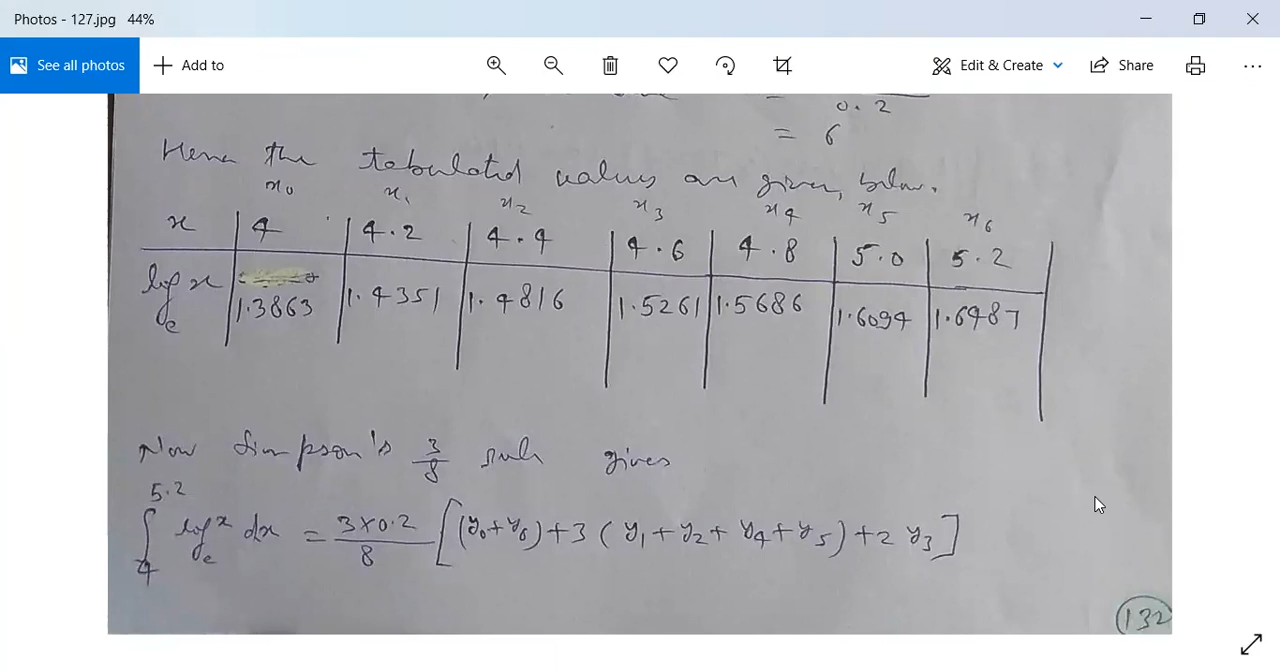 Photos - 127.jpg 44%
See all photos
Add to
Edit & Create
Share
0.2
= 6
Hence the tabulated values are given below.
x₀ x₁ x₂ x₃ x₄ x₅ x₆
x 4 4.2 4.4 4.6 4.8 5.0 5.2
logₑ x 1.3863 1.4351 1.4816 1.5261 1.5686 1.6094 1.6487
Now Simpson's 3/8 rule gives
∫₄^5.2 logₑ x dx = 3×0.2/8 [(y₀+y₆)+3(y₁+y₂+y₄+y₅)+2y₃]
132